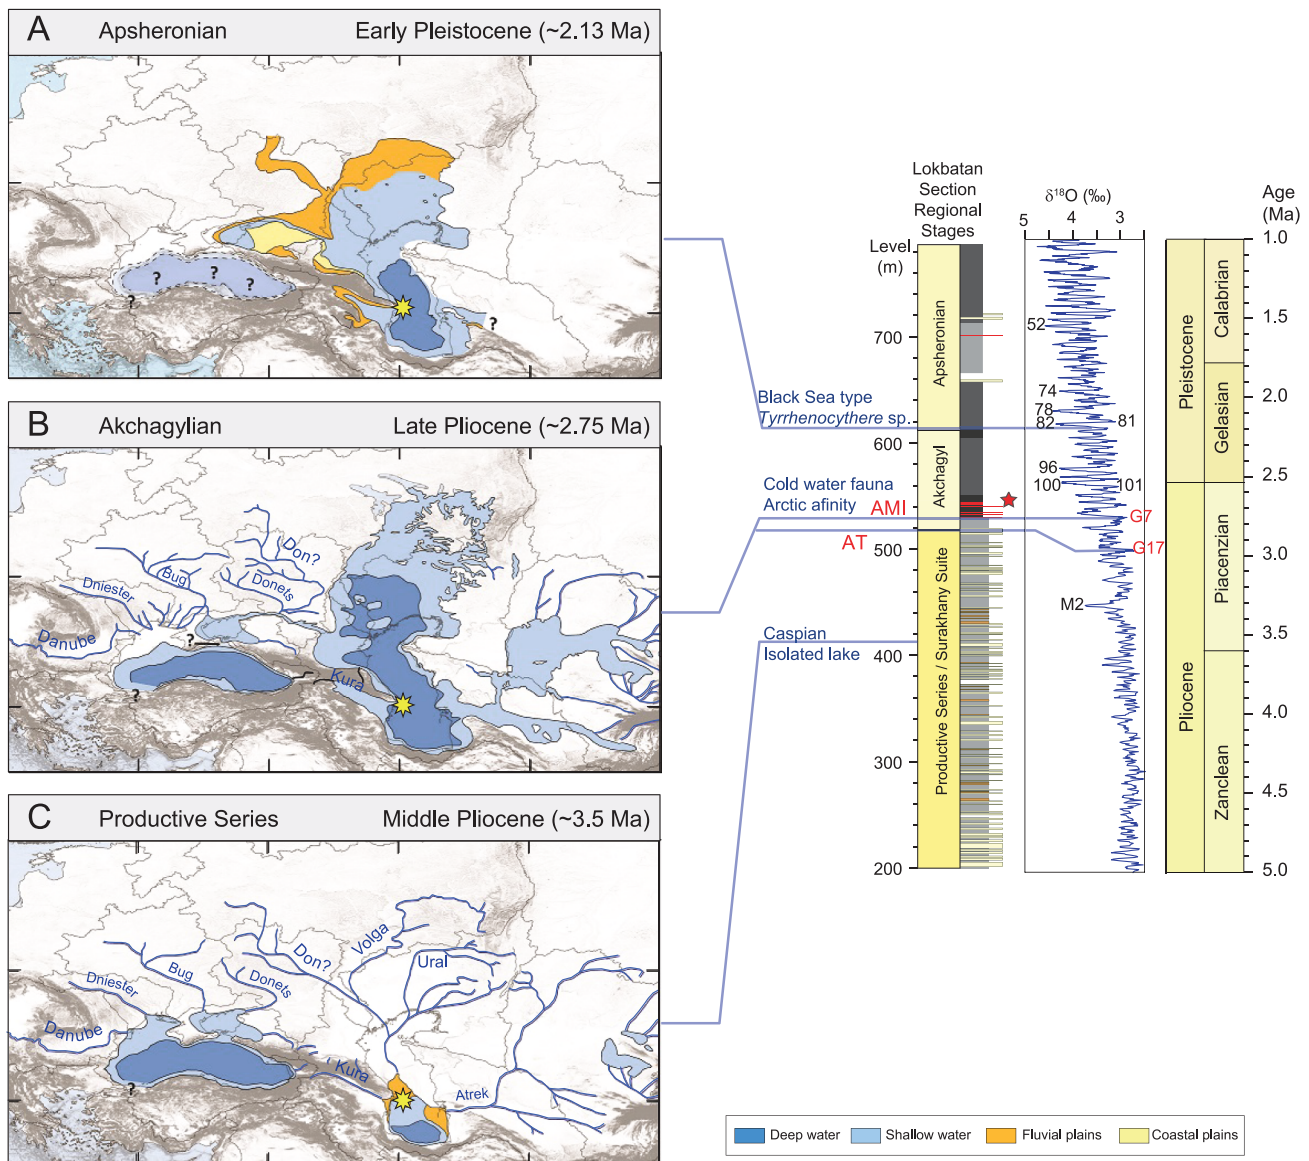 A Apsheronian Early Pleistocene (~2.13 Ma)
?
?
?
?
?
?
B Akchagylian Late Pliocene (~2.75 Ma)
Don?
Bug
Donets
Dniester
Danube
?
Kura
?
C Productive Series Middle Pliocene (~3.5 Ma)
Volga
Don?
Ural
Bug
Donets
Dniester
Danube
Kura
Atrek
?
Lokbatan
Section
Regional
Stages
Level
(m)
700
600
500
400
300
200
Apsheronian
Akchagyl
Productive Series / Surakhany Suite
Black Sea type
Tyrrhenocythere sp.
Cold water fauna
Arctic afinity
AMI
AT
Caspian
Isolated lake
δ18O (‰)
5 4 3
52
74
78
82
81
96
100
101
G7
G17
M2
Pleistocene
Pliocene
Calabrian
Gelasian
Piacenzian
Zanclean
Age
(Ma)
1.0
1.5
2.0
2.5
3.0
3.5
4.0
4.5
5.0
Deep water Shallow water Fluvial plains Coastal plains